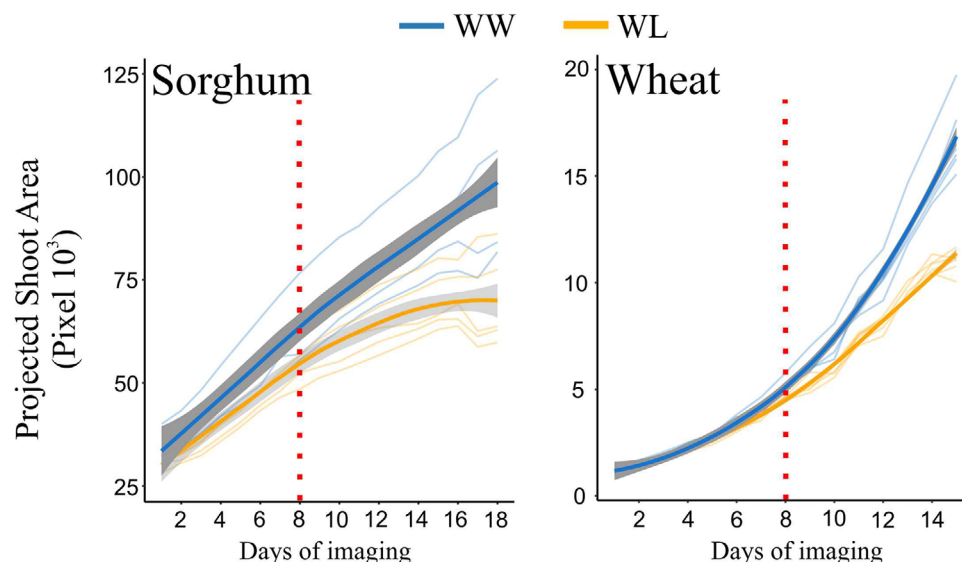 WW WL
Sorghum
Wheat
Projected Shoot Area
(Pixel 10³)
125
100
75
50
25
2 4 6 8 10 12 14 16 18
Days of imaging
20
15
10
5
0
2 4 6 8 10 12 14
Days of imaging